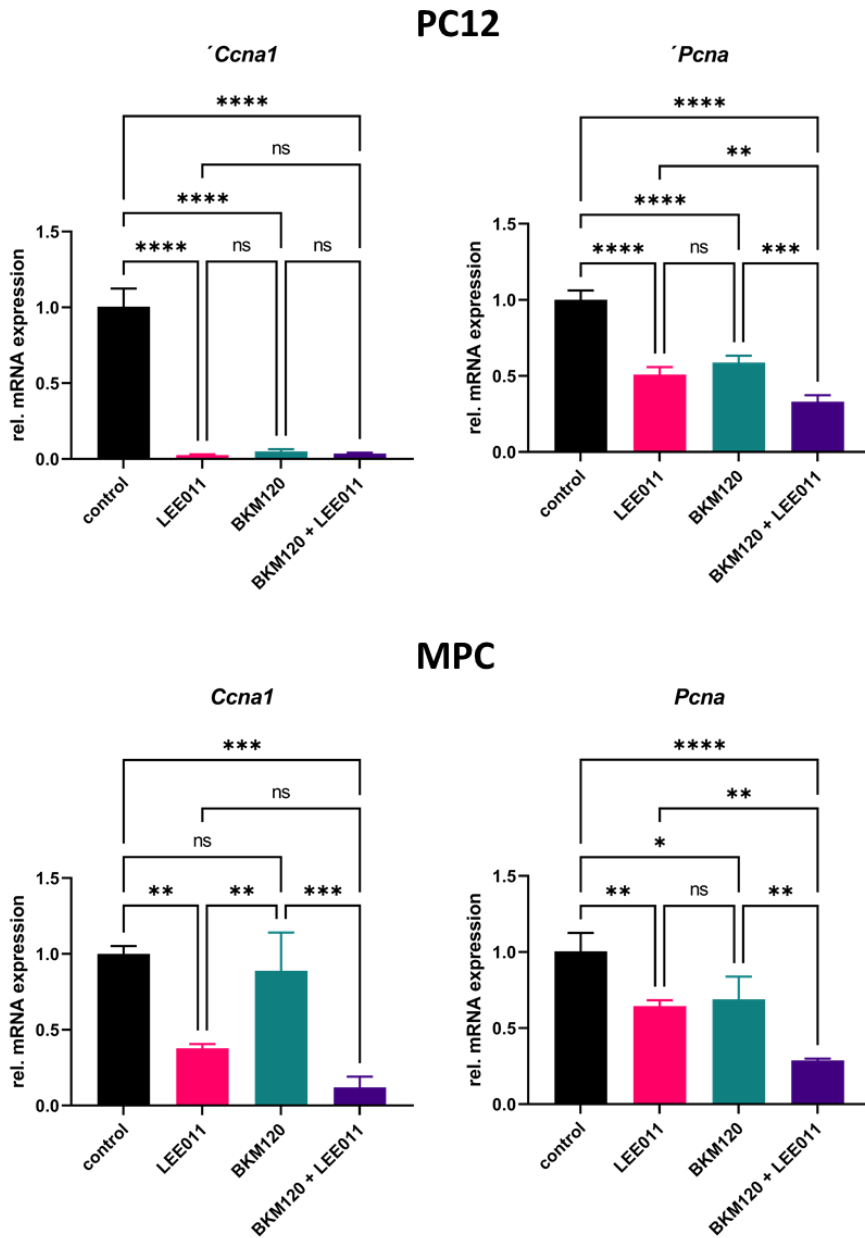 PC12
´Ccna1
****
ns
****
****
ns
ns
rel. mRNA expression
1.5
1.0
0.5
0.0
control
LEE011
BKM120
BKM120 + LEE011
´Pcna
****
**
****
****
ns
***
rel. mRNA expression
1.5
1.0
0.5
0.0
control
LEE011
BKM120
BKM120 + LEE011
MPC
Ccna1
***
ns
ns
**
**
***
rel. mRNA expression
1.5
1.0
0.5
0.0
control
LEE011
BKM120
BKM120 + LEE011
Pcna
****
**
*
**
ns
**
rel. mRNA expression
1.5
1.0
0.5
0.0
control
LEE011
BKM120
BKM120 + LEE011